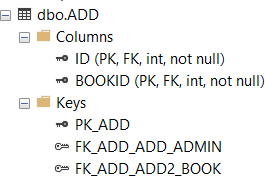 dbo.ADD
Columns
ID (PK, FK, int, not null)
BOOKID (PK, FK, int, not null)
Keys
PK_ADD
FK_ADD_ADD_ADMIN
FK_ADD_ADD2_BOOK